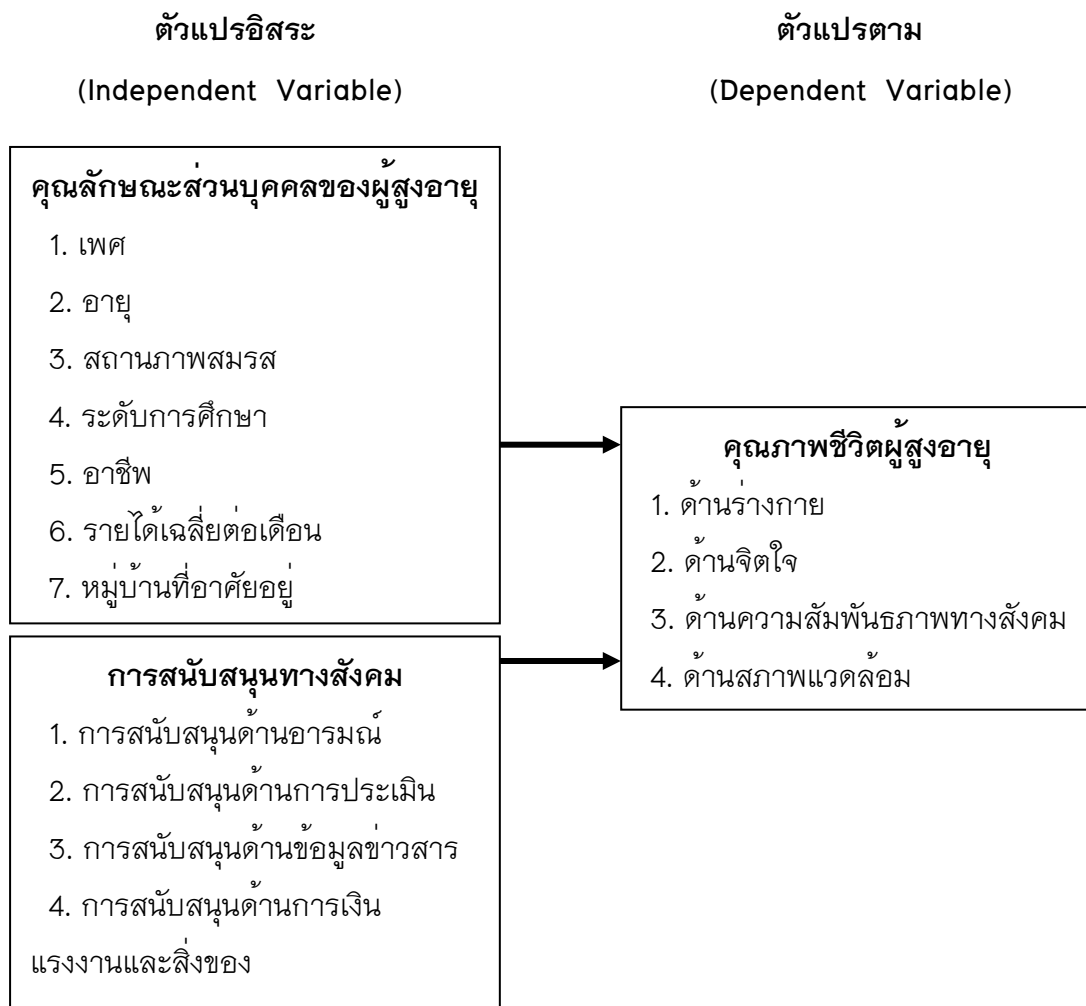 ตัวแปรอิสระ
(Independent Variable)
คุณลักษณะส่วนบุคคลของผู้สูงอายุ
1. เพศ
2. อายุ
3. สถานภาพสมรส
4. ระดับการศึกษา
5. อาชีพ
6. รายได้เฉลี่ยต่อเดือน
7. หมู่บ้านที่อาศัยอยู่
การสนับสนุนทางสังคม
1. การสนับสนุนด้านอารมณ์
2. การสนับสนุนด้านการประเมิน
3. การสนับสนุนด้านข้อมูลข่าวสาร
4. การสนับสนุนด้านการเงิน
แรงงานและสิ่งของ
ตัวแปรตาม
(Dependent Variable)
คุณภาพชีวิตผู้สูงอายุ
1. ด้านร่างกาย
2. ด้านจิตใจ
3. ด้านความสัมพันธภาพทางสังคม
4. ด้านสภาพแวดล้อม